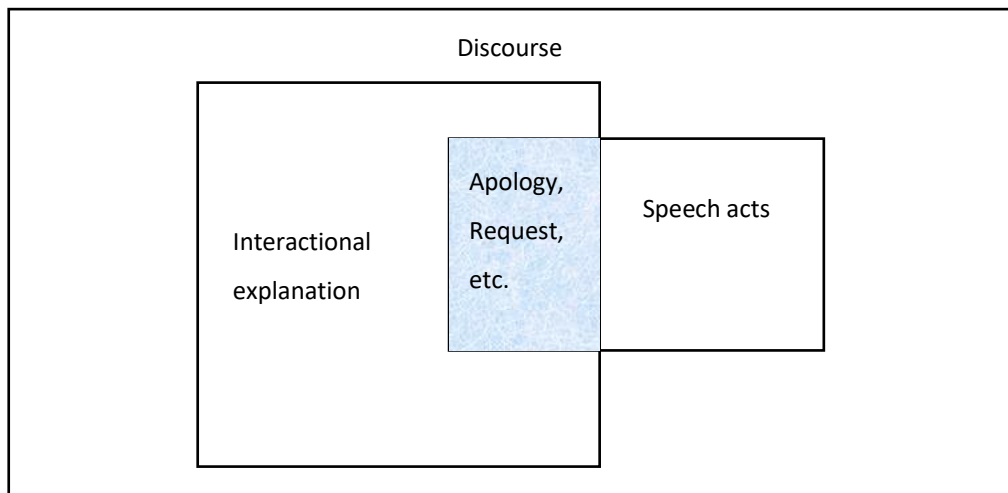 Discourse
Interactional
explanation
Apology,
Request,
etc.
Speech acts